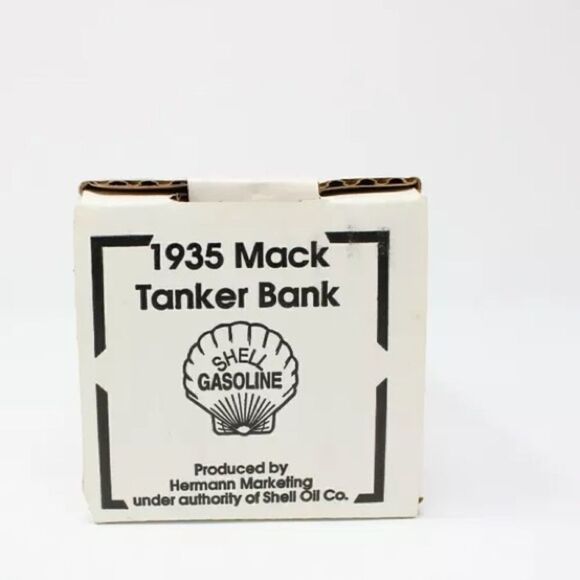 1935 Mack
Tanker Bank
SHELL
GASOLINE
Produced by
Hermann Marketing
under authority of Shell Oil Co.